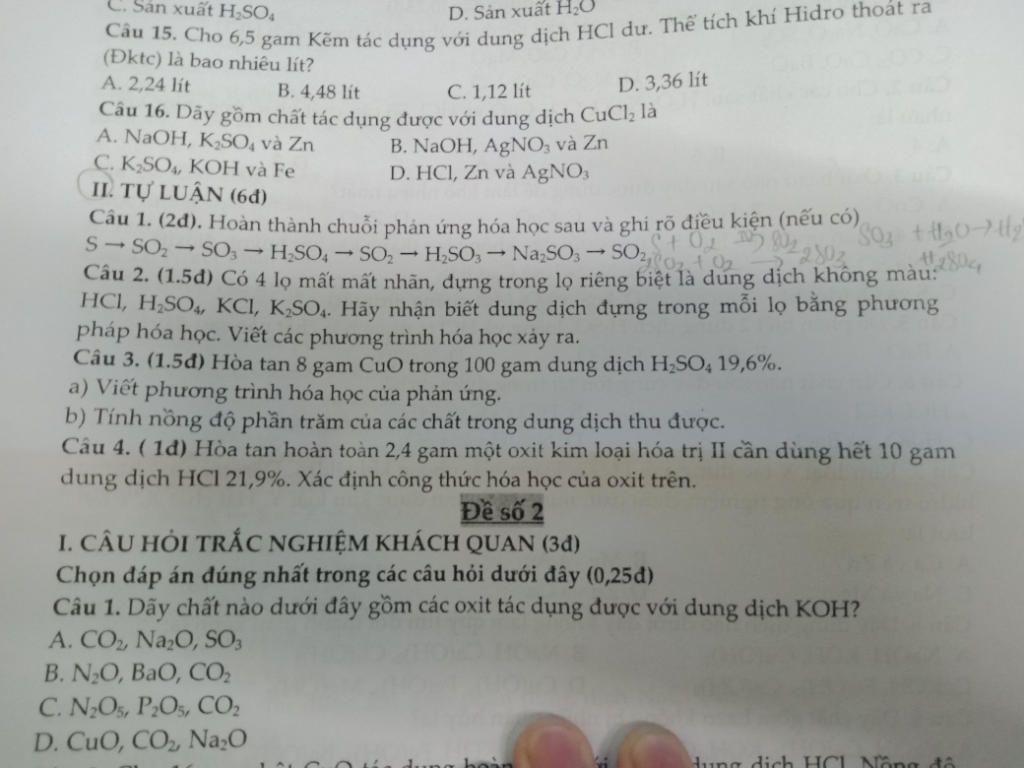 C. Sản xuất H₂SO₄ D. Sản xuất H₂O
Câu 15. Cho 6,5 gam Kẽm tác dụng với dung dịch HCl dư. Thể tích khí Hidro thoát ra
(Đktc) là bao nhiêu lít?
A. 2,24 lít B. 4,48 lít C. 1,12 lít D. 3,36 lít
Câu 16. Dãy gồm chất tác dụng được với dung dịch CuCl₂ là
A. NaOH, K₂SO₄ và Zn B. NaOH, AgNO₃ và Zn
C. K₂SO₄, KOH và Fe D. HCl, Zn và AgNO₃
II. TỰ LUẬN (6đ)
Câu 1. (2đ). Hoàn thành chuỗi phản ứng hóa học sau và ghi rõ điều kiện (nếu có)
S → SO₂ → SO₃ → H₂SO₄ → SO₂ → H₂SO₃ → Na₂SO₃ → SO₂
S + O₂ → SO₂ SO₃ + H₂O → H₂SO₄
2SO₂ + O₂ → 2SO₃
Câu 2. (1.5đ) Có 4 lọ mất mất nhãn, đựng trong lọ riêng biệt là dung dịch không màu:
HCl, H₂SO₄, KCl, K₂SO₄. Hãy nhận biết dung dịch đựng trong mỗi lọ bằng phương
pháp hóa học. Viết các phương trình hóa học xảy ra.
Câu 3. (1.5đ) Hòa tan 8 gam CuO trong 100 gam dung dịch H₂SO₄ 19,6%.
a) Viết phương trình hóa học của phản ứng.
b) Tính nồng độ phần trăm của các chất trong dung dịch thu được.
Câu 4. ( 1đ) Hòa tan hoàn toàn 2,4 gam một oxit kim loại hóa trị II cần dùng hết 10 gam
dung dịch HCl 21,9%. Xác định công thức hóa học của oxit trên.
Đề số 2
I. CÂU HỎI TRẮC NGHIỆM KHÁCH QUAN (3đ)
Chọn đáp án đúng nhất trong các câu hỏi dưới đây (0,25đ)
Câu 1. Dãy chất nào dưới đây gồm các oxit tác dụng được với dung dịch KOH?
A. CO₂, Na₂O, SO₃
B. N₂O, BaO, CO₂
C. N₂O₅, P₂O₅, CO₂
D. CuO, CO₂, Na₂O
dung dịch HCl. Nồng độ